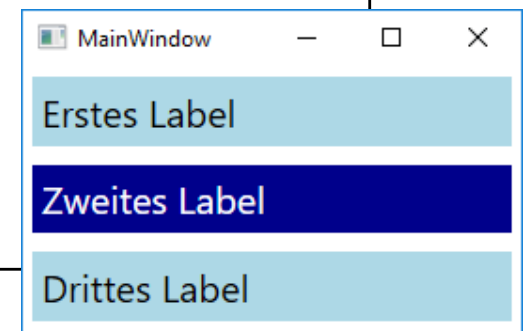 MainWindow
Erstes Label
Zweites Label
Drittes Label